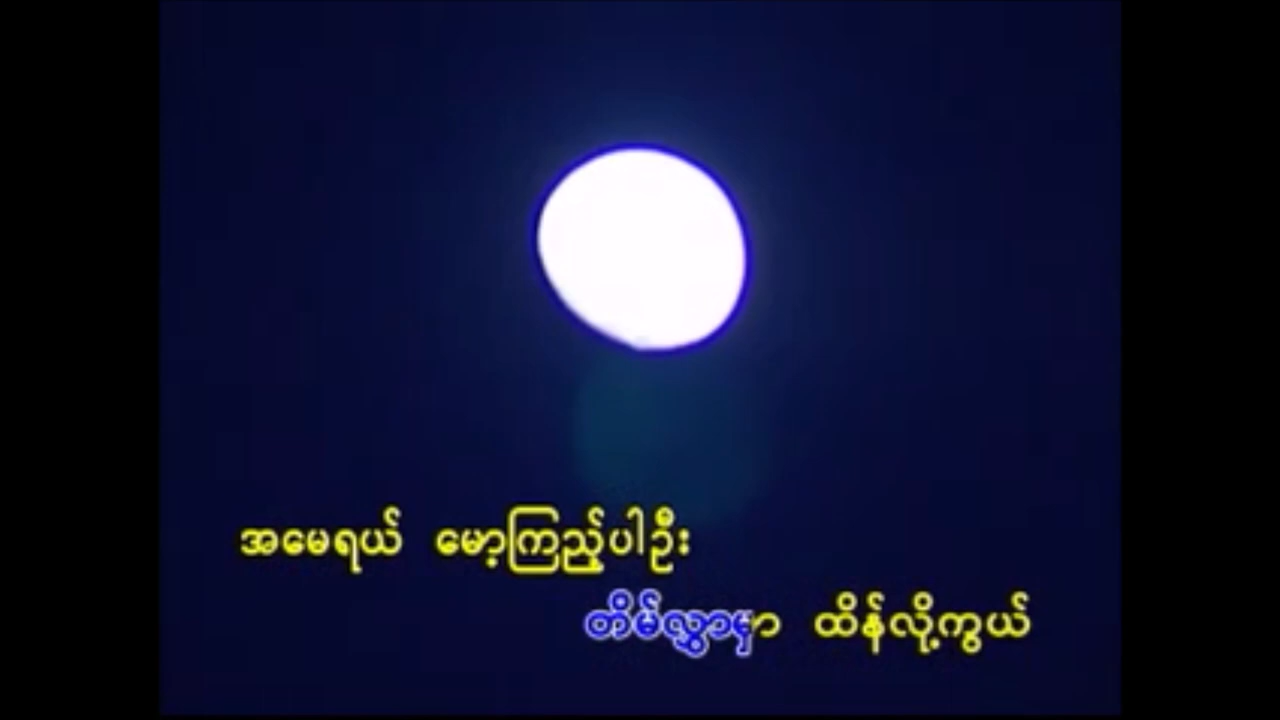 အမေရယ် မော့ကြည့်ပါဦး
တိမ်လွှာမှာ ထိန်လို့ကွယ်